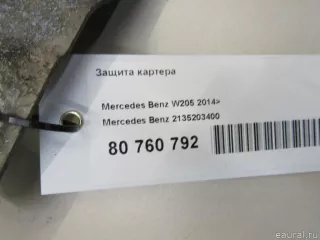 Защита картера
Mercedes Benz W205 2014>
Mercedes Benz 2135203400
80 760 792
eaural.ru